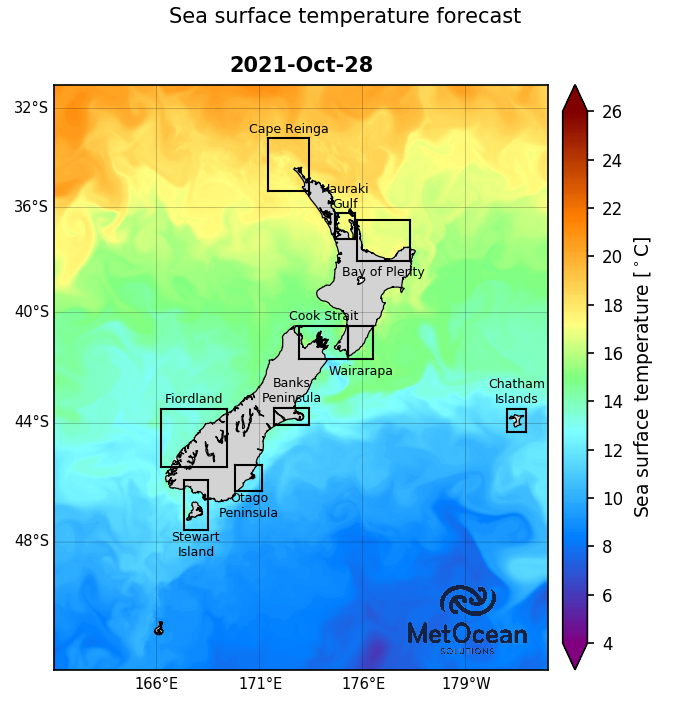 Sea surface temperature forecast
2021-Oct-28
32°S
36°S
40°S
44°S
48°S
Cape Reinga
Hauraki
Gulf
Bay of Plenty
Cook Strait
Wairarapa
Banks
Peninsula
Fiordland
Chatham
Islands
Otago
Peninsula
Stewart
Island
MetOcean
SOLUTIONS
166°E
171°E
176°E
179°W
26
24
22
20
18
16
14
12
10
8
6
4
Sea surface temperature [°C]